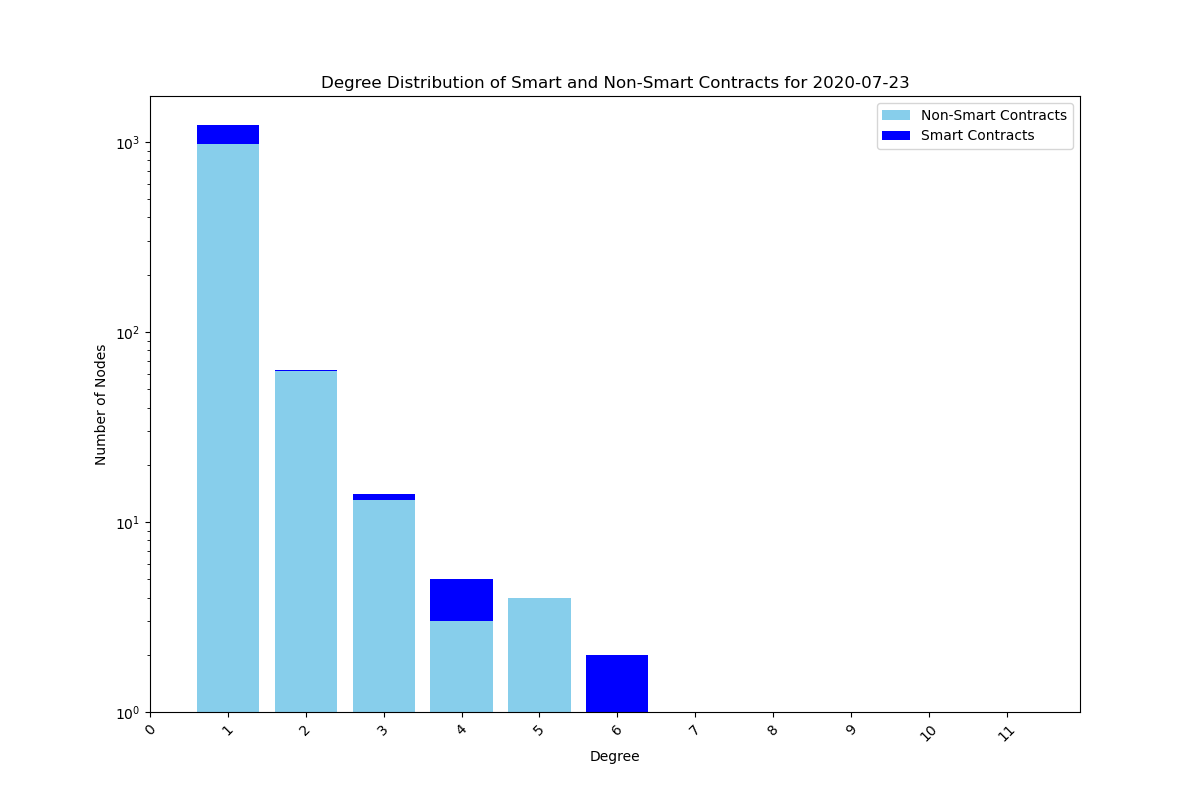 Degree Distribution of Smart and Non-Smart Contracts for 2020-07-23
Non-Smart Contracts
Smart Contracts
Number of Nodes
10³
10²
10¹
10⁰
0 1 2 3 4 5 6 7 8 9 10 11
Degree